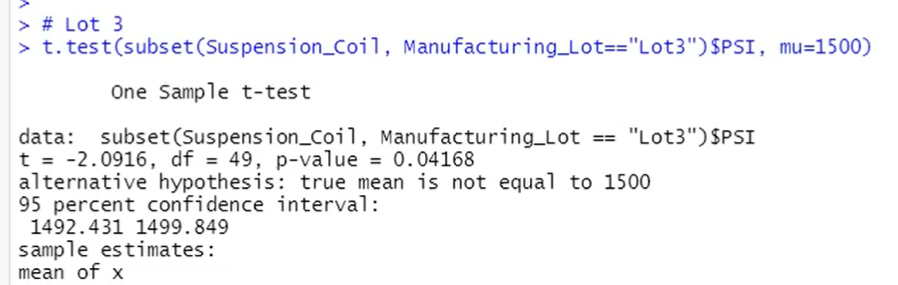 >
> # Lot 3
> t.test(subset(Suspension_Coil, Manufacturing_Lot=="Lot3")$PSI, mu=1500)
One Sample t-test
data:  subset(Suspension_Coil, Manufacturing_Lot == "Lot3")$PSI
t = -2.0916, df = 49, p-value = 0.04168
alternative hypothesis: true mean is not equal to 1500
95 percent confidence interval:
 1492.431 1499.849
sample estimates:
mean of x